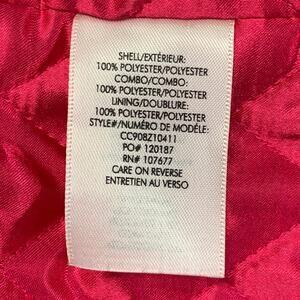 SHELL/EXTÉRIEUR:
100% POLYESTER/POLYESTER
COMBO/COMBO:
100% POLYESTER/POLYESTER
LINING/DOUBLURE:
100% POLYESTER/POLYESTER
STYLE#/NUMÉRO DE MODÈLE:
CC90BZ10411
PO# 120187
RN# 107677
CARE ON REVERSE
ENTRETIEN AU VERSO